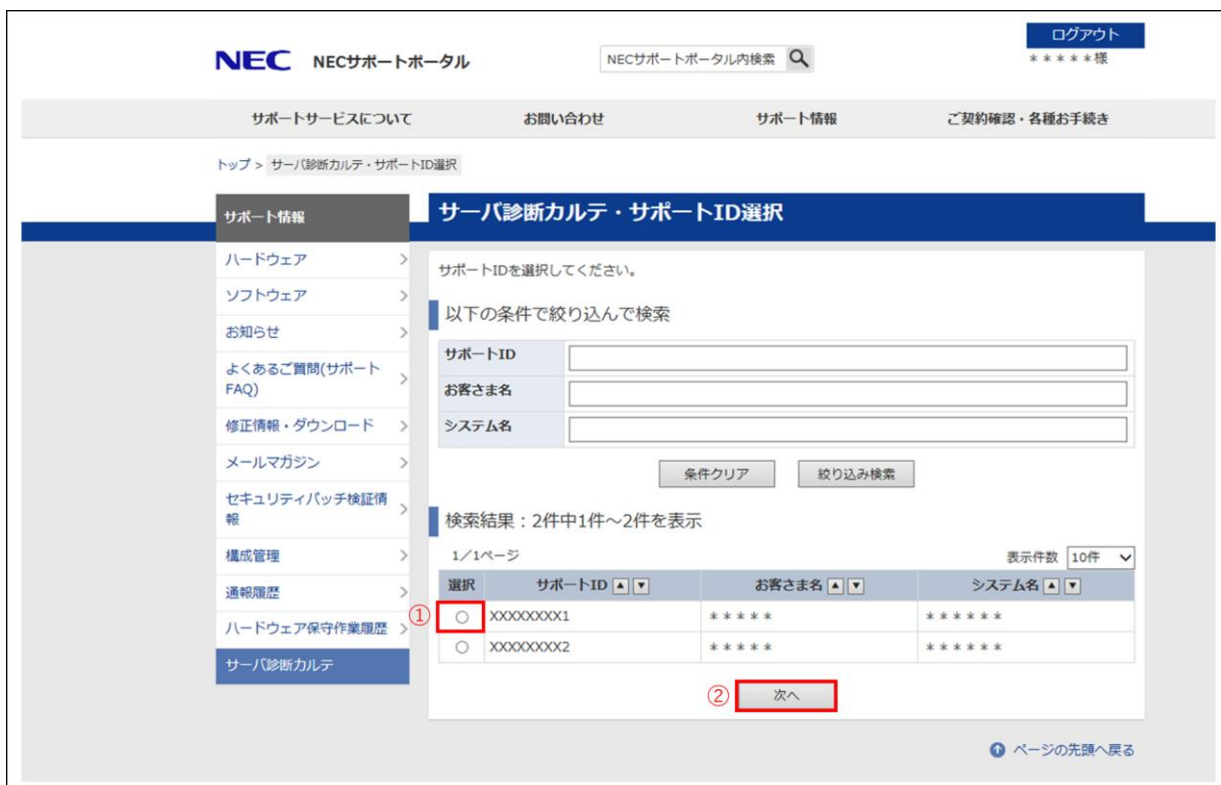 ログアウト
NEC NECサポートポータル NECサポートポータル内検索
*****様
サポートサービスについて お問い合わせ サポート情報 ご契約確認・各種お手続き
トップ > サーバ診断カルテ・サポートID選択
サポート情報
ハードウェア
ソフトウェア
お知らせ
よくあるご質問(サポート
FAQ)
修正情報・ダウンロード
メールマガジン
セキュリティパッチ検証情
報
構成管理
通報履歴
ハードウェア保守作業履歴
サーバ診断カルテ
サーバ診断カルテ・サポートID選択
サポートIDを選択してください。
以下の条件で絞り込んで検索
サポートID
お客さま名
システム名
条件クリア 絞り込み検索
検索結果:2件中1件~2件を表示
1/1ページ 表示件数 10件
選択 サポートID ▲ ▼ お客さま名 ▲ ▼ システム名 ▲ ▼
① XXXXXXXX1 ***** ******
XXXXXXXX2 ***** ******
② 次へ
ページの先頭へ戻る